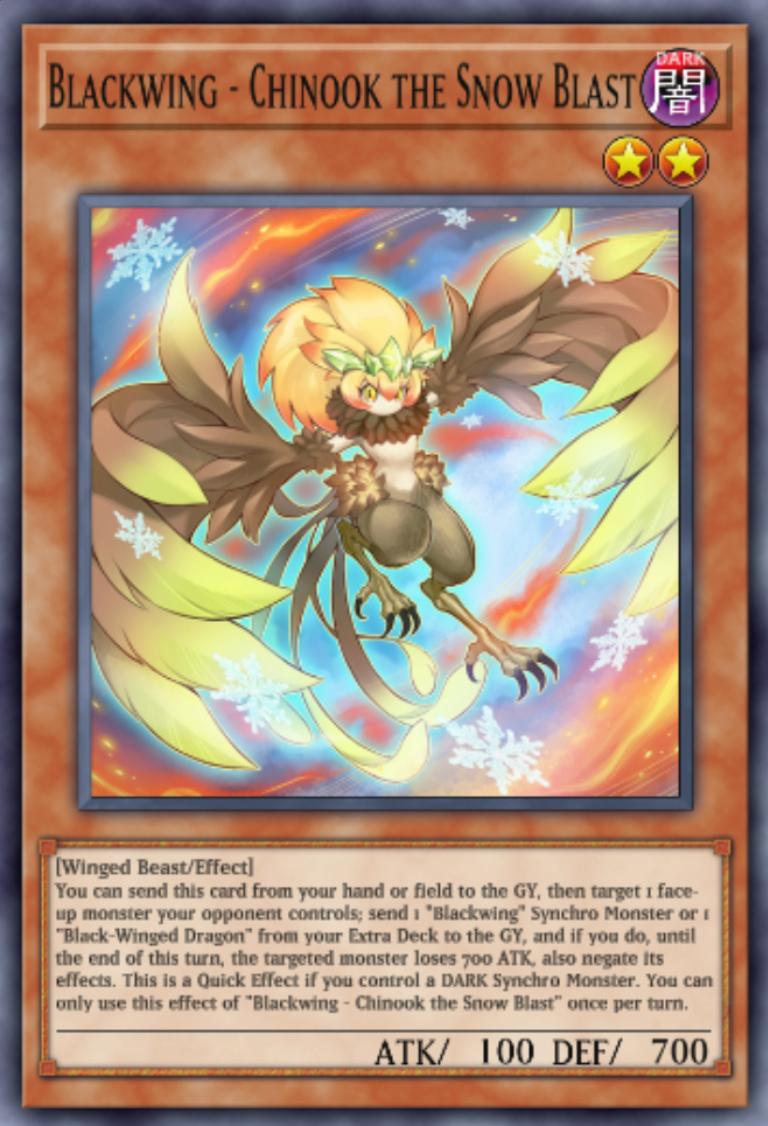 Blackwing - Chinook the Snow Blast
DARK
闇
[Winged Beast/Effect]
You can send this card from your hand or field to the GY, then target 1 face-
up monster your opponent controls; send 1 "Blackwing" Synchro Monster or 1
"Black-Winged Dragon" from your Extra Deck to the GY, and if you do, until
the end of this turn, the targeted monster loses 700 ATK, also negate its
effects. This is a Quick Effect if you control a DARK Synchro Monster. You can
only use this effect of "Blackwing - Chinook the Snow Blast" once per turn.
ATK/ 100 DEF/ 700